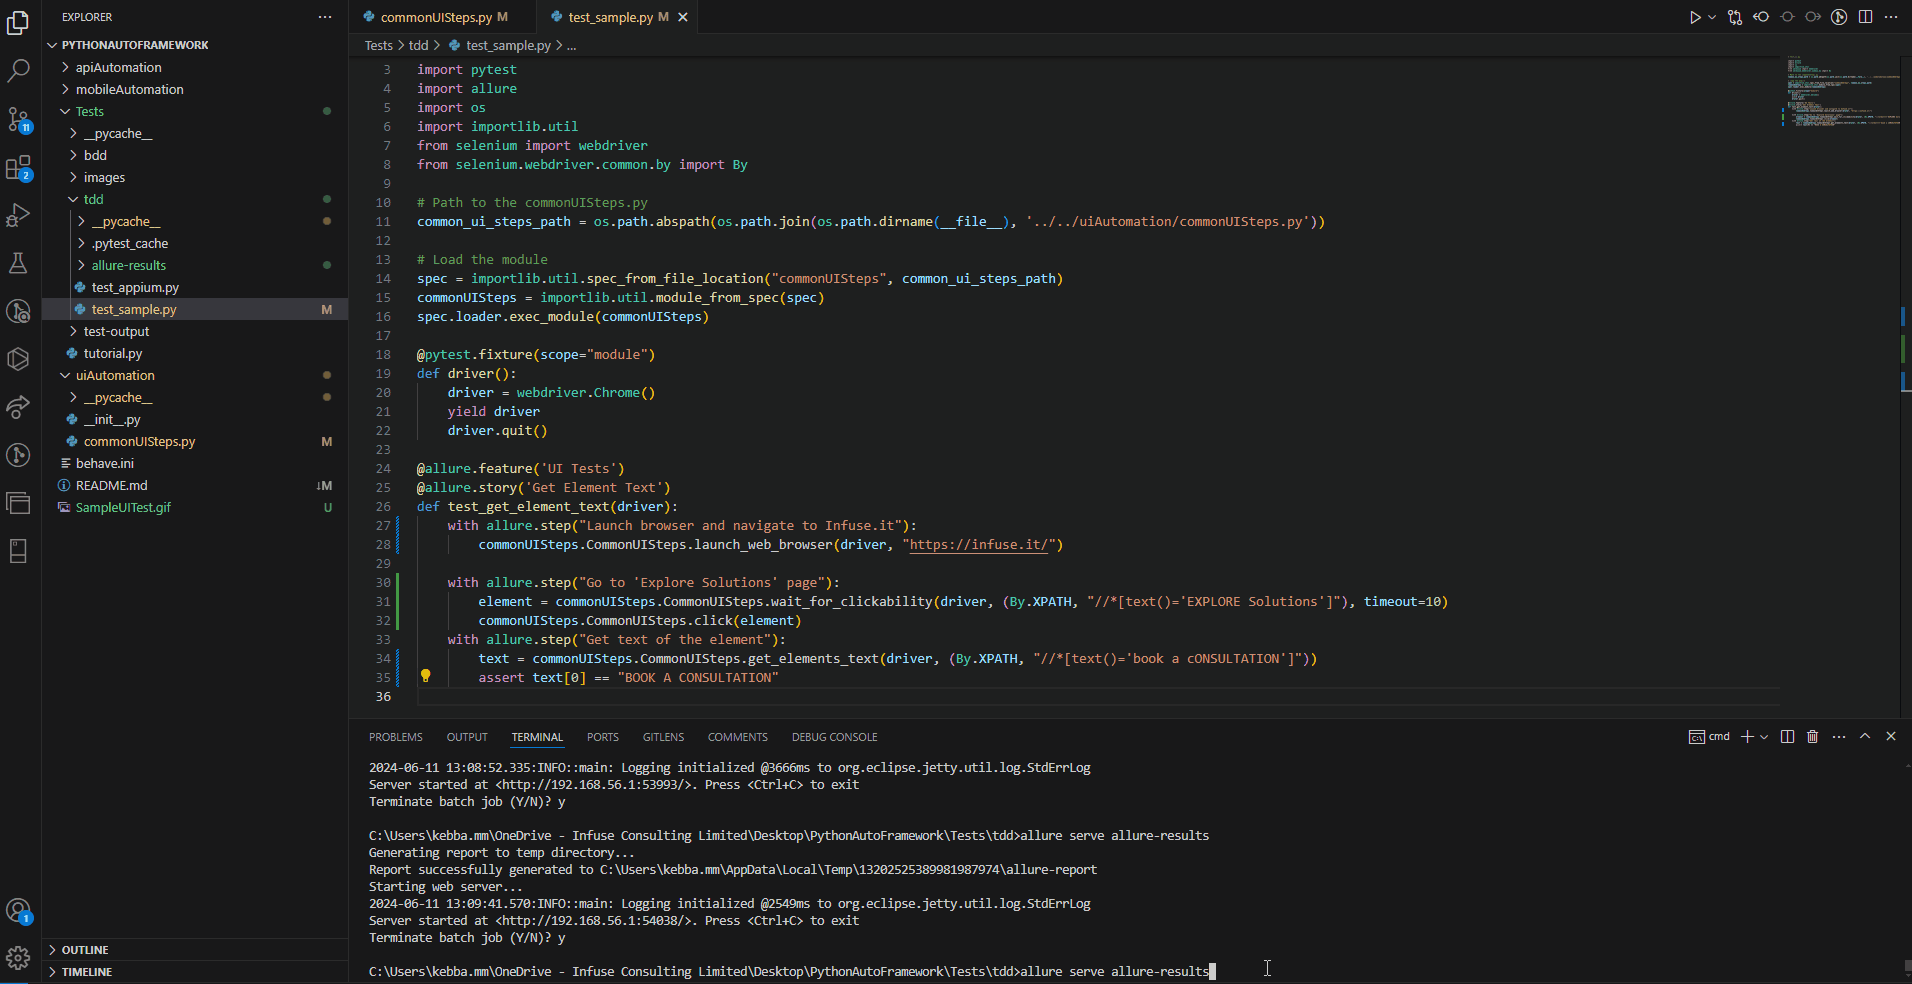 EXPLORER
PYTHONAUTOFRAMEWORK
apiAutomation
mobileAutomation
Tests
__pycache__
bdd
images
tdd
__pycache__
.pytest_cache
allure-results
test_appium.py
test_sample.py M
test-output
tutorial.py
uiAutomation
__pycache__
__init__.py
commonUISteps.py M
behave.ini
README.md ↓M
SampleUITest.gif U
OUTLINE
TIMELINE
11
2
1
commonUISteps.py M
test_sample.py M
Tests > tdd > test_sample.py > ...
3 import pytest
4 import allure
5 import os
6 import importlib.util
7 from selenium import webdriver
8 from selenium.webdriver.common.by import By
9
10 # Path to the commonUISteps.py
11 common_ui_steps_path = os.path.abspath(os.path.join(os.path.dirname(__file__), '../../uiAutomation/commonUISteps.py'))
12
13 # Load the module
14 spec = importlib.util.spec_from_file_location("commonUISteps", common_ui_steps_path)
15 commonUISteps = importlib.util.module_from_spec(spec)
16 spec.loader.exec_module(commonUISteps)
17
18 @pytest.fixture(scope="module")
19 def driver():
20 driver = webdriver.Chrome()
21 yield driver
22 driver.quit()
23
24 @allure.feature('UI Tests')
25 @allure.story('Get Element Text')
26 def test_get_element_text(driver):
27 with allure.step("Launch browser and navigate to Infuse.it"):
28 commonUISteps.CommonUISteps.launch_web_browser(driver, "https://infuse.it/")
29
30 with allure.step("Go to 'Explore Solutions' page"):
31 element = commonUISteps.CommonUISteps.wait_for_clickability(driver, (By.XPATH, "//*[text()='EXPLORE Solutions']"), timeout=10)
32 commonUISteps.CommonUISteps.click(element)
33 with allure.step("Get text of the element"):
34 text = commonUISteps.CommonUISteps.get_elements_text(driver, (By.XPATH, "//*[text()='book a cONSULTATION']"))
35 assert text[0] == "BOOK A CONSULTATION"
36
PROBLEMS OUTPUT TERMINAL PORTS GITLENS COMMENTS DEBUG CONSOLE
cmd
2024-06-11 13:08:52.335:INFO::main: Logging initialized @3666ms to org.eclipse.jetty.util.log.StdErrLog
Server started at <http://192.168.56.1:53993/>. Press <Ctrl+C> to exit
Terminate batch job (Y/N)? y
C:\Users\kebba.mm\OneDrive - Infuse Consulting Limited\Desktop\PythonAutoFramework\Tests\tdd>allure serve allure-results
Generating report to temp directory...
Report successfully generated to C:\Users\kebba.mm\AppData\Local\Temp\13202525389981987974\allure-report
Starting web server...
2024-06-11 13:09:41.570:INFO::main: Logging initialized @2549ms to org.eclipse.jetty.util.log.StdErrLog
Server started at <http://192.168.56.1:54038/>. Press <Ctrl+C> to exit
Terminate batch job (Y/N)? y
C:\Users\kebba.mm\OneDrive - Infuse Consulting Limited\Desktop\PythonAutoFramework\Tests\tdd>allure serve allure-results